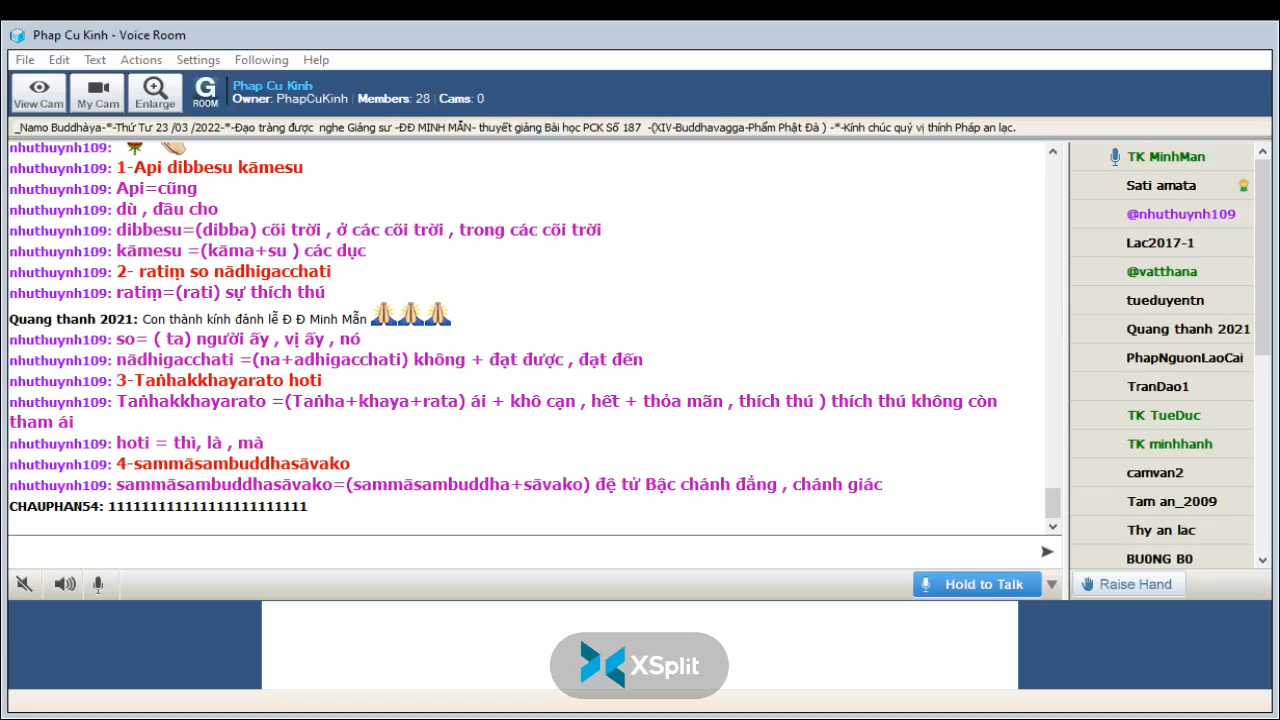 Phap Cu Kinh - Voice Room
File Edit Text Actions Settings Following Help
View Cam My Cam Enlarge G ROOM
Phap Cu Kinh
Owner: PhapCuKinh Members: 28 Cams: 0
_Namo Buddhàya-*-Thứ Tư 23 /03 /2022-*-Đạo tràng được nghe Giảng sư -ĐĐ MINH MẪN- thuyết giảng Bài học PCK Số 187 -(XIV-Buddhavagga-Phẩm Phật Đà ) -*-Kính chúc quý vị thính Pháp an lạc.
nhuthuynh109:
nhuthuynh109: 1-Api dibbesu kāmesu
nhuthuynh109: Api=cũng
nhuthuynh109: dù , đầu cho
nhuthuynh109: dibbesu=(dibba) cõi trời , ở các cõi trời , trong các cõi trời
nhuthuynh109: kāmesu =(kāma+su ) các dục
nhuthuynh109: 2- ratiṃ so nādhigacchati
nhuthuynh109: ratiṃ=(rati) sự thích thú
Quang thanh 2021: Con thành kính đảnh lễ Đ Đ Minh Mẫn
nhuthuynh109: so= ( ta) người ấy , vị ấy , nó
nhuthuynh109: nādhigacchati =(na+adhigacchati) không + đạt được , đạt đến
nhuthuynh109: 3-Taṅhakkhayarato hoti
nhuthuynh109: Taṅhakkhayarato =(Taṅha+khaya+rata) ái + khô cạn , hết + thỏa mãn , thích thú ) thích thú không còn
tham ái
nhuthuynh109: hoti = thì, là , mà
nhuthuynh109: 4-sammāsambuddhasāvako
nhuthuynh109: sammāsambuddhasāvako=(sammāsambuddha+sāvako) đệ tử Bậc chánh đẳng , chánh giác
CHAUPHAN54: 111111111111111111111111
TK MinhMan
Sati amata
@nhuthuynh109
Lac2017-1
@vatthana
tueduyentn
Quang thanh 2021
PhapNguonLaoCai
TranDao1
TK TueDuc
TK minhhanh
camvan2
Tam an_2009
Thy an lac
BU0NG B0
Hold to Talk
Raise Hand
XSplit